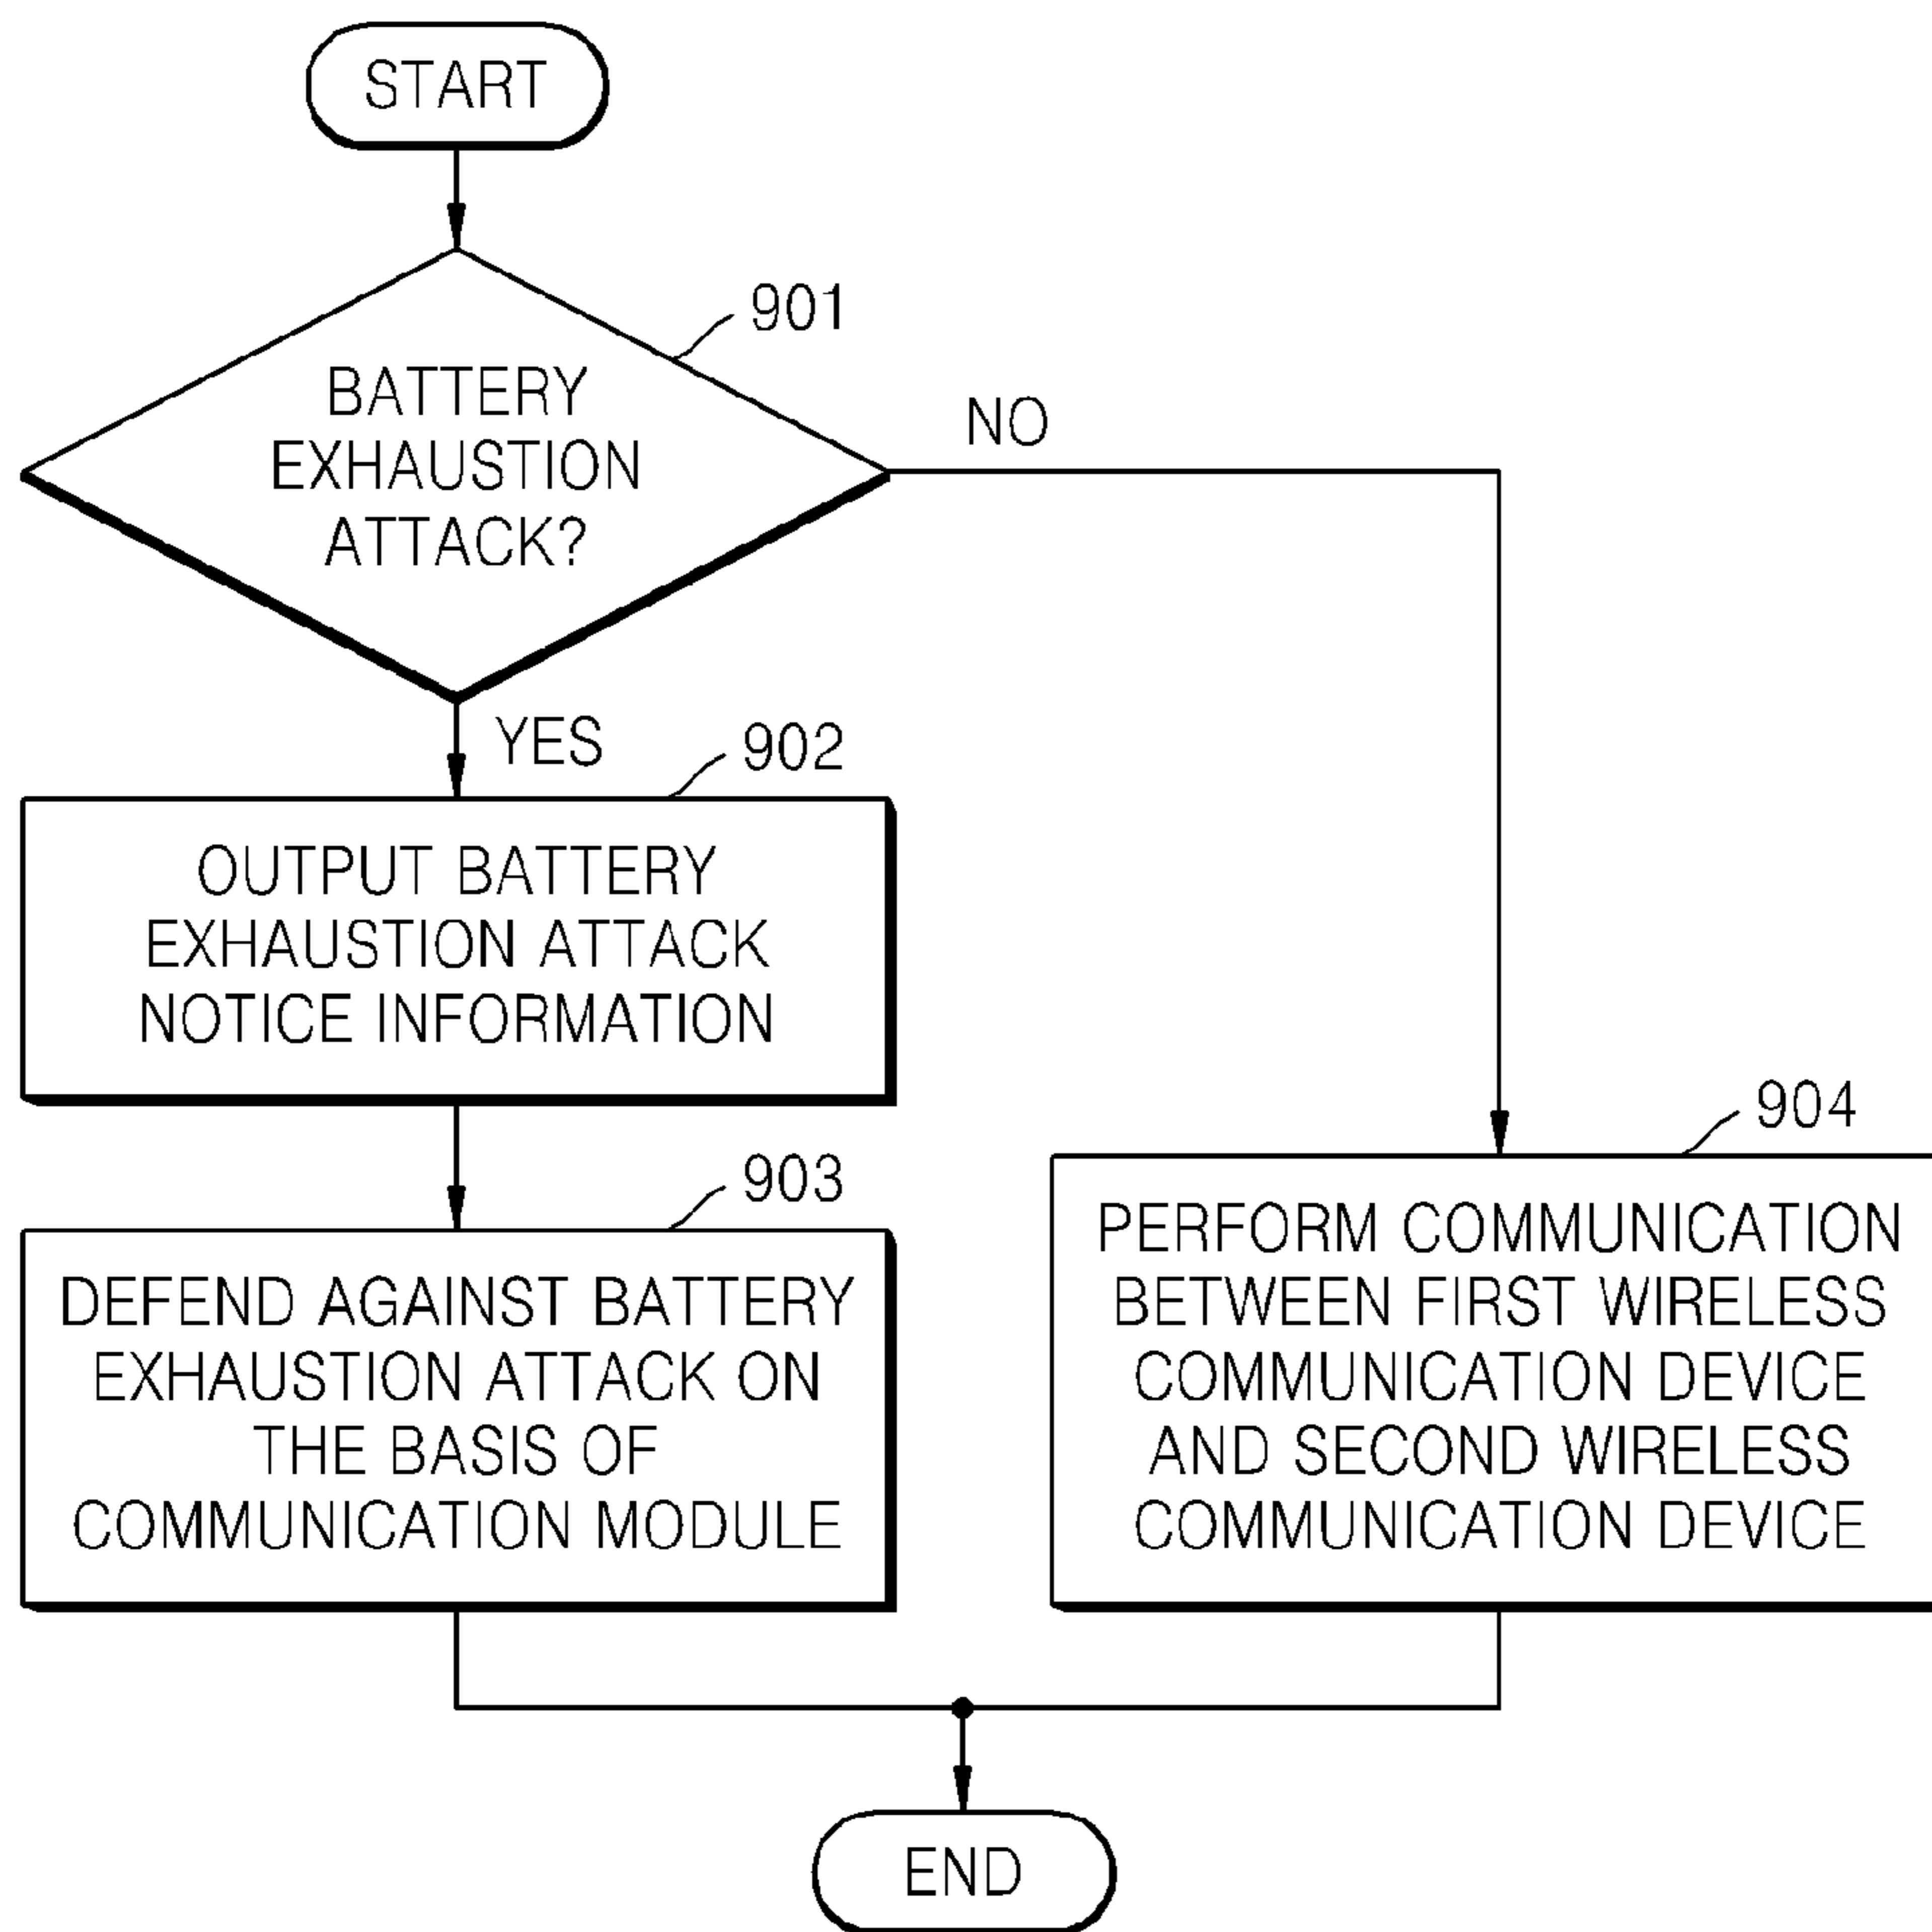 START
901
BATTERY
EXHAUSTION
ATTACK?
NO
YES
902
OUTPUT BATTERY
EXHAUSTION ATTACK
NOTICE INFORMATION
903
DEFEND AGAINST BATTERY
EXHAUSTION ATTACK ON
THE BASIS OF
COMMUNICATION MODULE
904
PERFORM COMMUNICATION
BETWEEN FIRST WIRELESS
COMMUNICATION DEVICE
AND SECOND WIRELESS
COMMUNICATION DEVICE
END